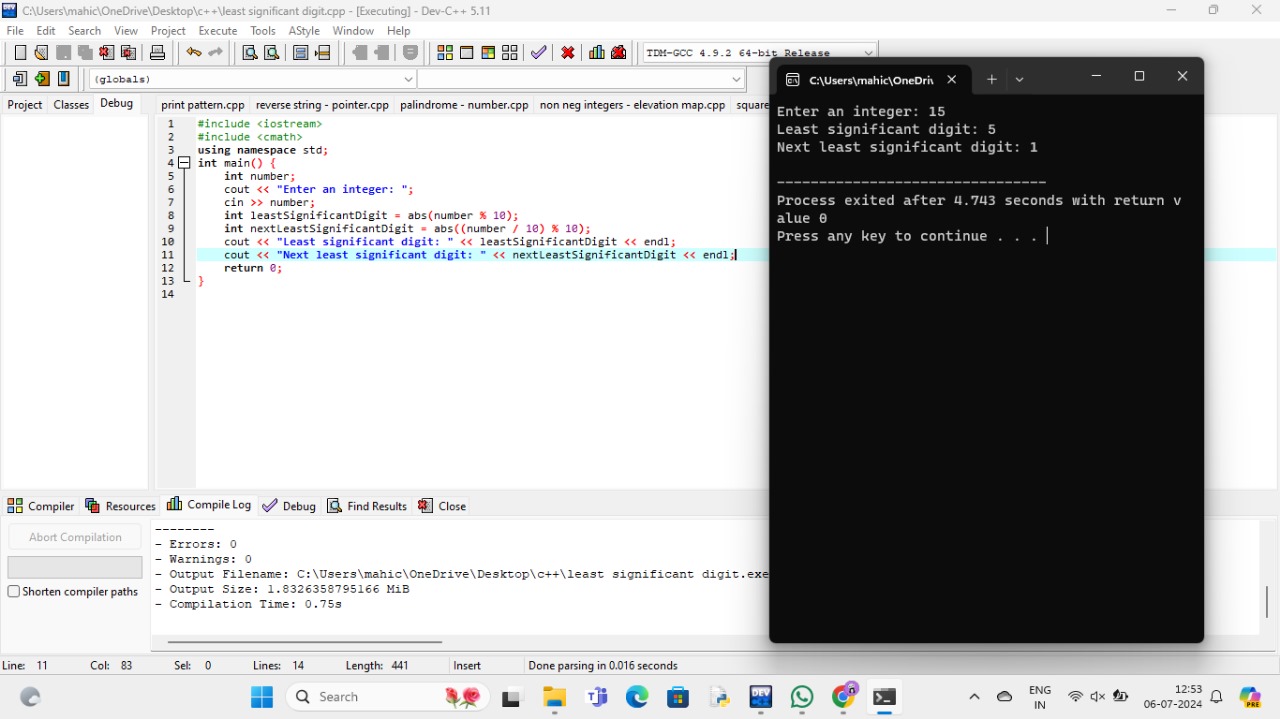 C:\Users\mahic\OneDrive\Desktop\c++\least significant digit.cpp - [Executing] - Dev-C++ 5.11
File Edit Search View Project Execute Tools AStyle Window Help
TDM-GCC 4.9.2 64-bit Release
(globals)
Project Classes Debug
print pattern.cpp reverse string - pointer.cpp palindrome - number.cpp non neg integers - elevation map.cpp square
1 #include <iostream>
2 #include <cmath>
3 using namespace std;
4 int main() {
5 int number;
6 cout << "Enter an integer: ";
7 cin >> number;
8 int leastSignificantDigit = abs(number % 10);
9 int nextLeastSignificantDigit = abs((number / 10) % 10);
10 cout << "Least significant digit: " << leastSignificantDigit << endl;
11 cout << "Next least significant digit: " << nextLeastSignificantDigit << endl;
12 return 0;
13 }
14
C:\Users\mahic\OneDri
Enter an integer: 15
Least significant digit: 5
Next least significant digit: 1
--------------------------------
Process exited after 4.743 seconds with return v
alue 0
Press any key to continue . . .
Compiler Resources Compile Log Debug Find Results Close
Abort Compilation
Shorten compiler paths
--------
- Errors: 0
- Warnings: 0
- Output Filename: C:\Users\mahic\OneDrive\Desktop\c++\least significant digit.exe
- Output Size: 1.8326358795166 MiB
- Compilation Time: 0.75s
Line: 11 Col: 83 Sel: 0 Lines: 14 Length: 441 Insert Done parsing in 0.016 seconds
Search
DEV
ENG
IN
12:53
06-07-2024
PRE